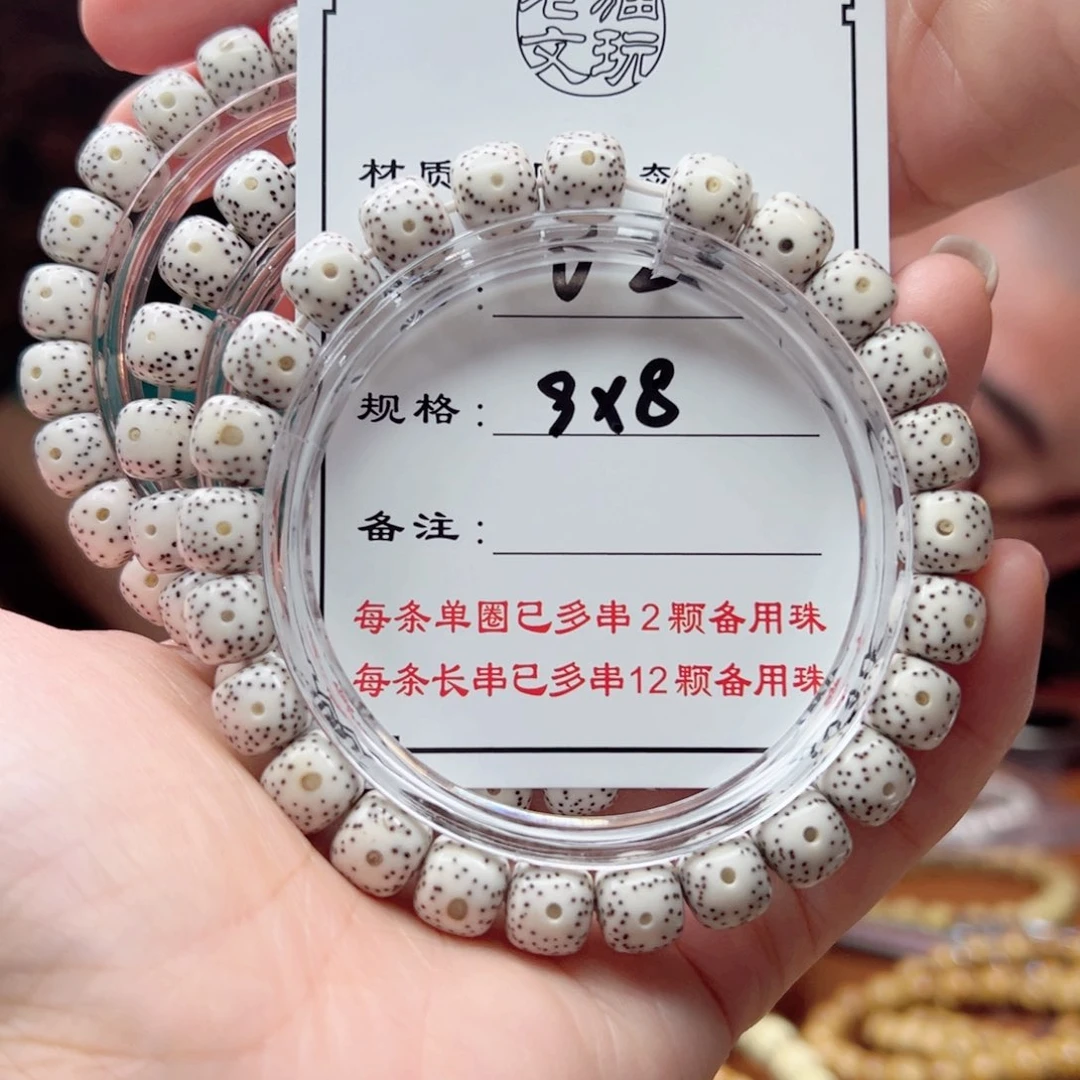 文玩
材质
规格: 9x8
备注:
每条单圈已多串2颗备用珠
每条长串已多串12颗备用珠